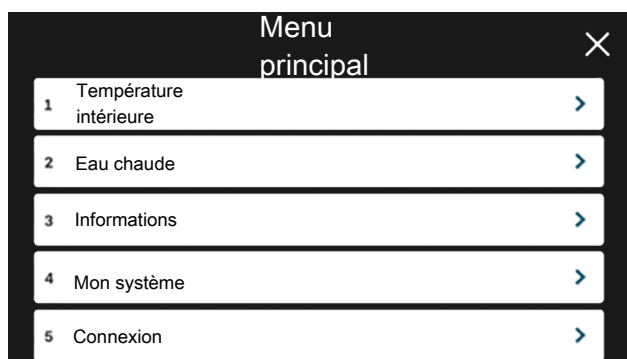 Menu
principal
1 Température
intérieure
2 Eau chaude
3 Informations
4 Mon système
5 Connexion